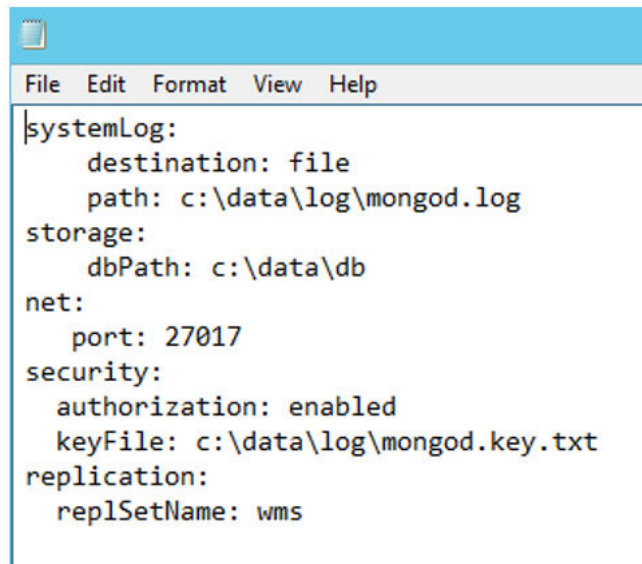 File Edit Format View Help
systemLog:
    destination: file
    path: c:\data\log\mongod.log
storage:
    dbPath: c:\data\db
net:
   port: 27017
security:
  authorization: enabled
  keyFile: c:\data\log\mongod.key.txt
replication:
  replSetName: wms